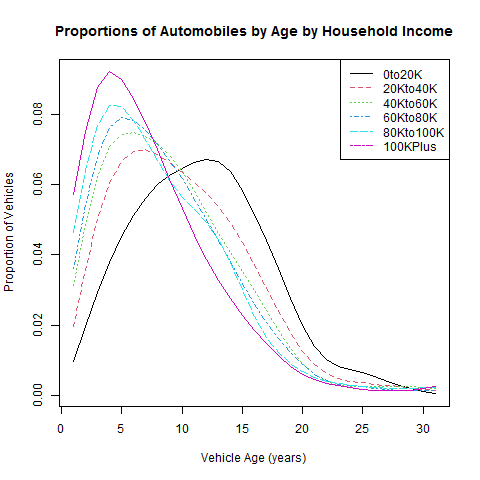 Proportions of Automobiles by Age by Household Income
Proportion of Vehicles
0.00
0.02
0.04
0.06
0.08
0to20K
20Kto40K
40Kto60K
60Kto80K
80Kto100K
100KPlus
0
5
10
15
20
25
30
Vehicle Age (years)